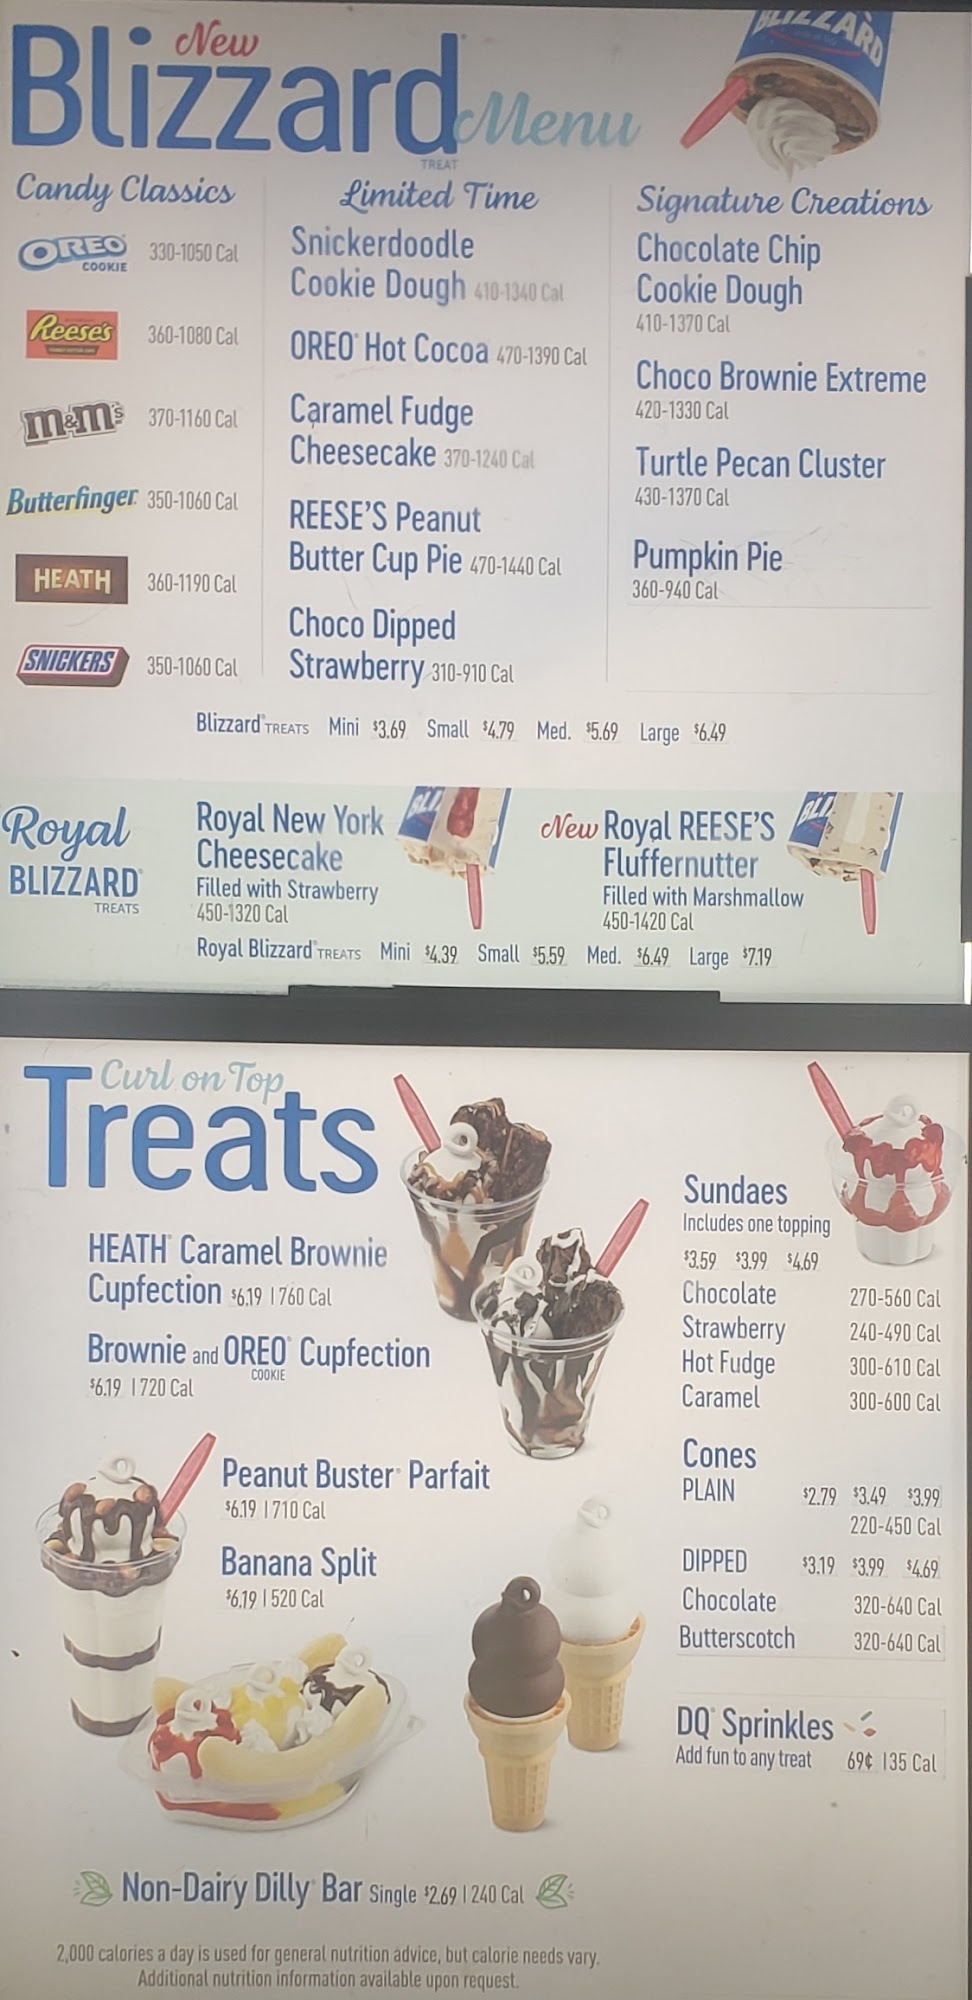 New
Blizzard
TREAT
Menu
BLIZZARD
Candy Classics
OREO
COOKIE
330-1050 Cal
Reese's
360-1080 Cal
m&m's
370-1160 Cal
Butterfinger 350-1060 Cal
HEATH 360-1190 Cal
SNICKERS 350-1060 Cal
Limited Time
Snickerdoodle
Cookie Dough 410-1340 Cal
OREO® Hot Cocoa 470-1390 Cal
Caramel Fudge
Cheesecake 370-1240 Cal
REESE'S Peanut
Butter Cup Pie 470-1440 Cal
Choco Dipped
Strawberry 310-910 Cal
Signature Creations
Chocolate Chip
Cookie Dough
410-1370 Cal
Choco Brownie Extreme
420-1330 Cal
Turtle Pecan Cluster
430-1370 Cal
Pumpkin Pie
360-940 Cal
Blizzard® TREATS Mini $3.69 Small $4.79 Med. $5.69 Large $6.49
Royal
BLIZZARD®
TREATS
Royal New York
Cheesecake
Filled with Strawberry
450-1320 Cal
BLI
New Royal REESE'S
Fluffernutter
Filled with Marshmallow
450-1420 Cal
BLI
Royal Blizzard® TREATS Mini $4.39 Small $5.59 Med. $6.49 Large $7.19
Curl on Top
Treats
HEATH® Caramel Brownie
Cupfection $6.19 | 760 Cal
Brownie and OREO® Cupfection
COOKIE
$6.19 | 720 Cal
Peanut Buster® Parfait
$6.19 | 710 Cal
Banana Split
$6.19 | 520 Cal
Sundaes
Includes one topping
$3.59 $3.99 $4.69
Chocolate 270-560 Cal
Strawberry 240-490 Cal
Hot Fudge 300-610 Cal
Caramel 300-600 Cal
Cones
PLAIN $2.79 $3.49 $3.99
220-450 Cal
DIPPED $3.19 $3.99 $4.69
Chocolate 320-640 Cal
Butterscotch 320-640 Cal
DQ® Sprinkles
Add fun to any treat 69¢ | 35 Cal
Non-Dairy Dilly® Bar Single $2.69 | 240 Cal
2,000 calories a day is used for general nutrition advice, but calorie needs vary.
Additional nutrition information available upon request.